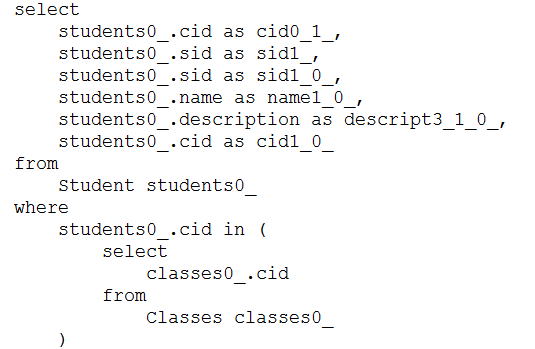 select
    students0_.cid as cid0_1_,
    students0_.sid as sid1_,
    students0_.sid as sid1_0_,
    students0_.name as name1_0_,
    students0_.description as descript3_1_0_,
    students0_.cid as cid1_0_
from
    Student students0_
where
    students0_.cid in (
        select
            classes0_.cid
        from
            Classes classes0_
    )